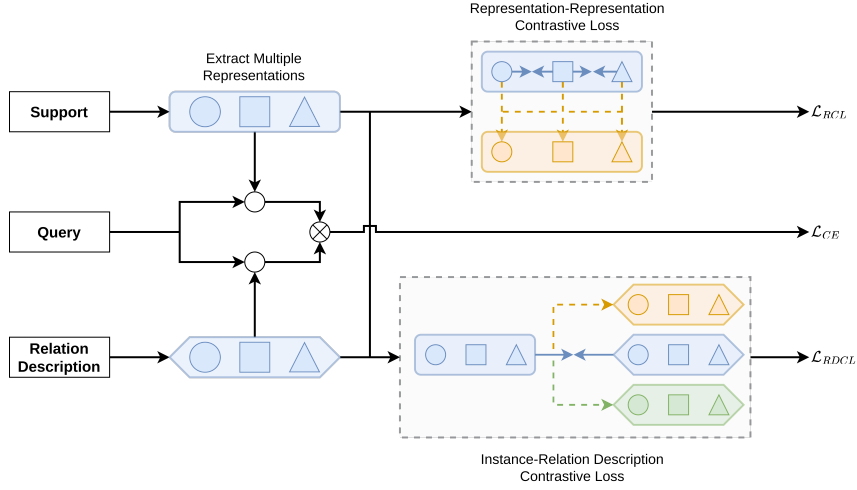 Representation-Representation
Contrastive Loss
Extract Multiple
Representations
Support
ℒRCL
Query
ℒCE
Relation
Description
ℒRDCL
Instance-Relation Description
Contrastive Loss